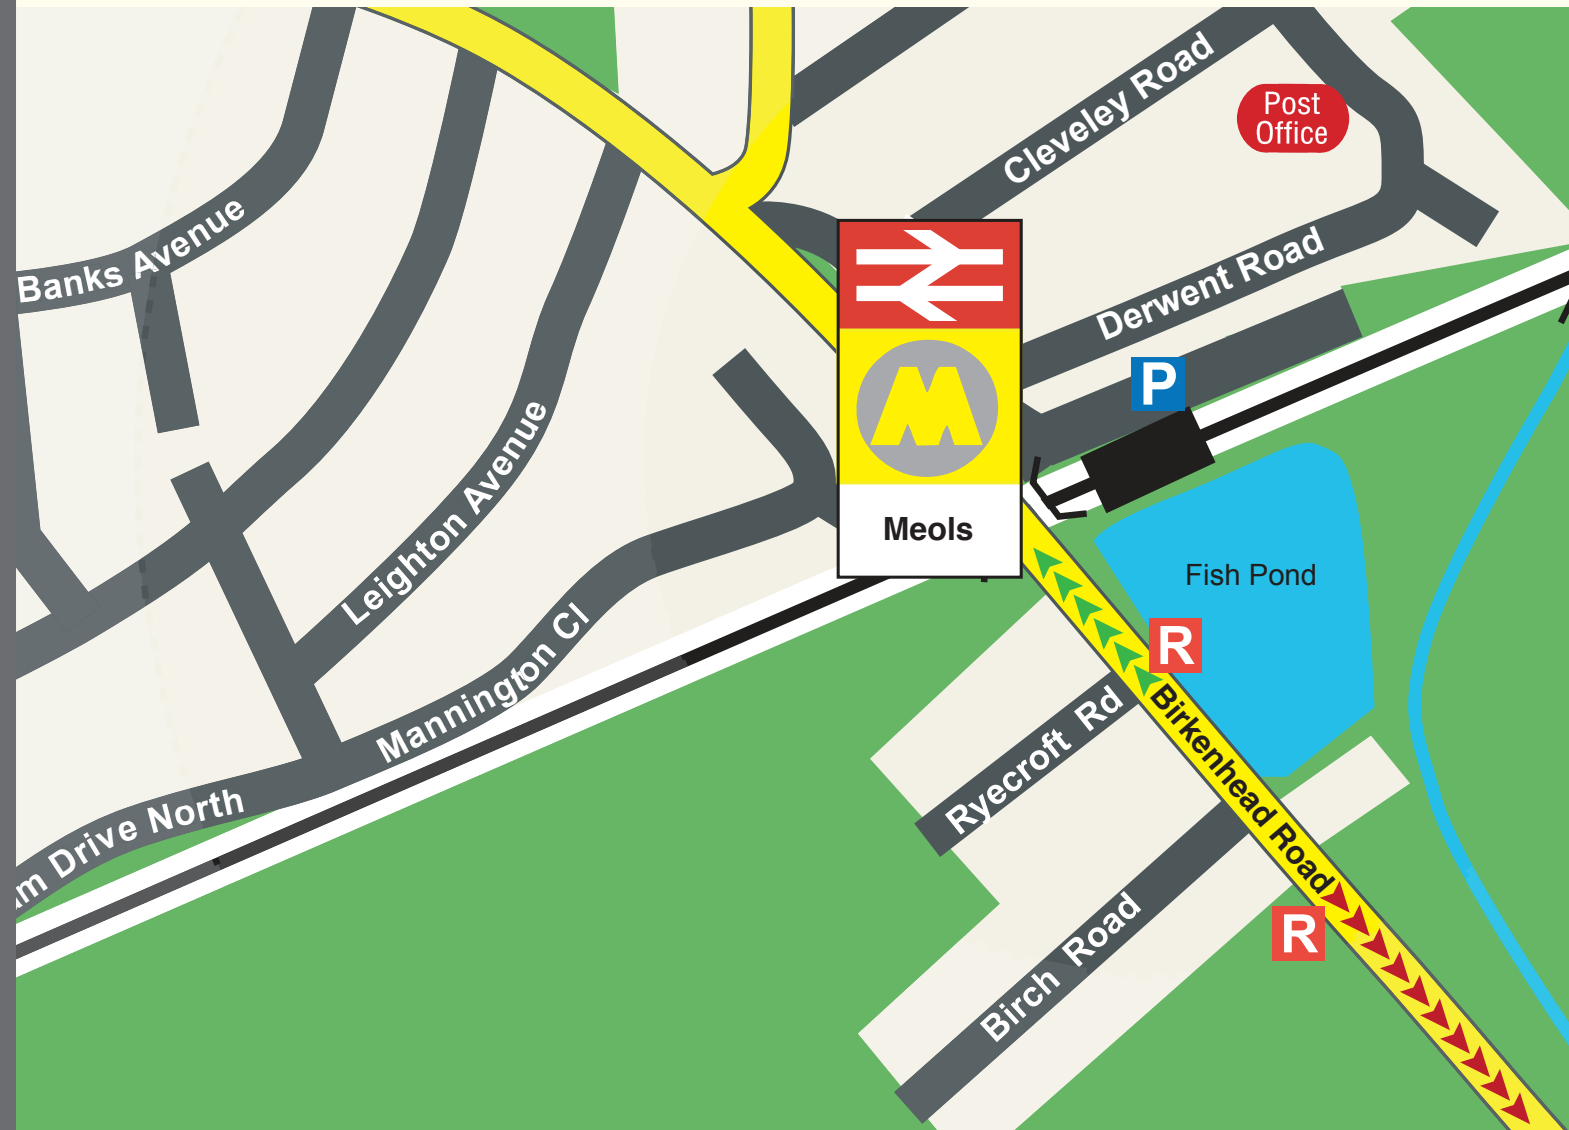 Cleveley Road
Post
Office
Banks Avenue
Derwent Road
P
M
Meols
Leighton Avenue
Fish Pond
Mannington Cl
R
Ryecroft Rd
Birkenhead Road
Drive North
Birch Road
R